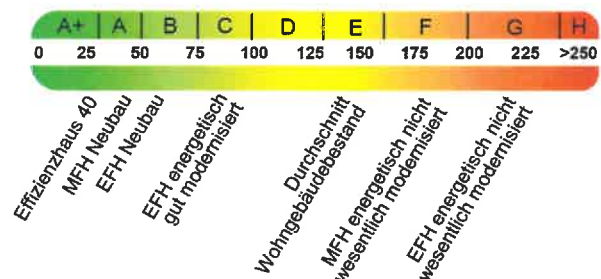 A+ A B C D E F G H
0 25 50 75 100 125 150 175 200 225 >250
Effizienzhaus 40
MFH Neubau
EFH Neubau
EFH energetisch
gut modernisiert
Durchschnitt
Wohngebäudebestand
MFH energetisch nicht
wesentlich modernisiert
EFH energetisch nicht
wesentlich modernisiert